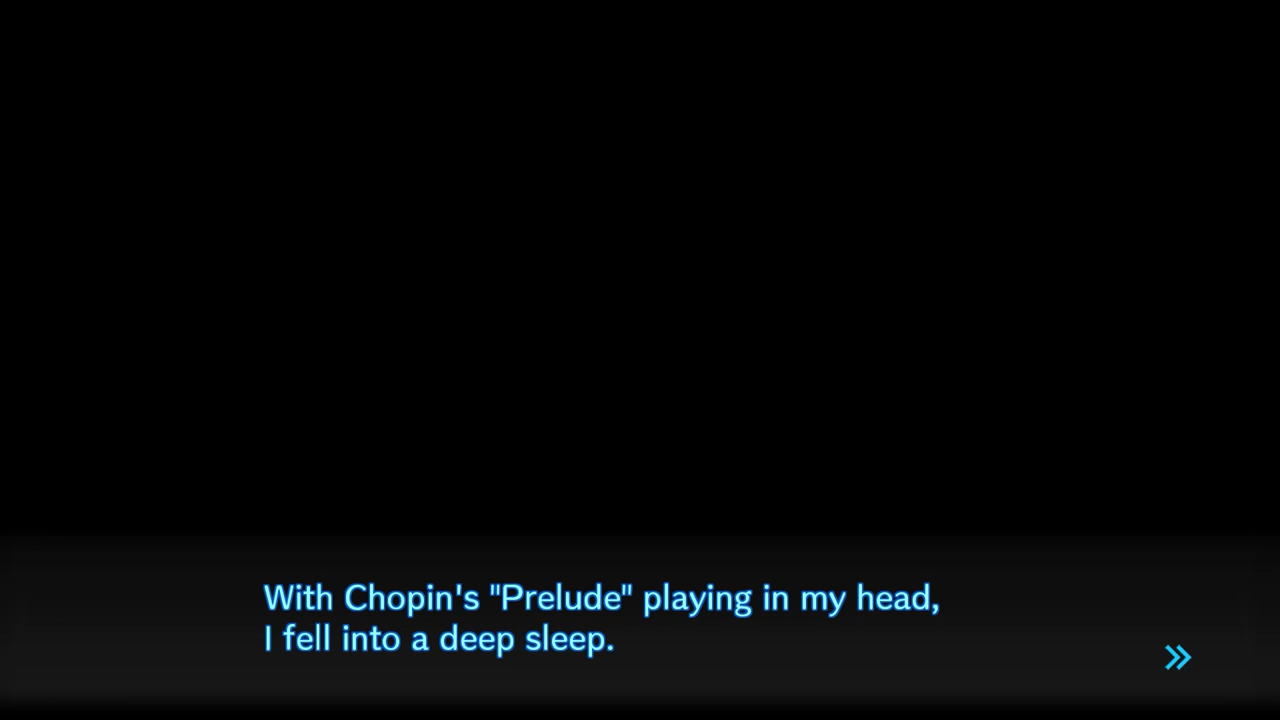 With Chopin's "Prelude" playing in my head,
I fell into a deep sleep.